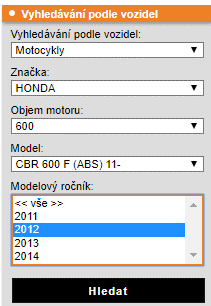 Vyhledávání podle vozidel
Vyhledávání podle vozidel:
Motocykly
Značka:
HONDA
Objem motoru:
600
Model:
CBR 600 F (ABS) 11-
Modelový ročník:
<< vše >>
2011
2012
2013
2014
Hledat